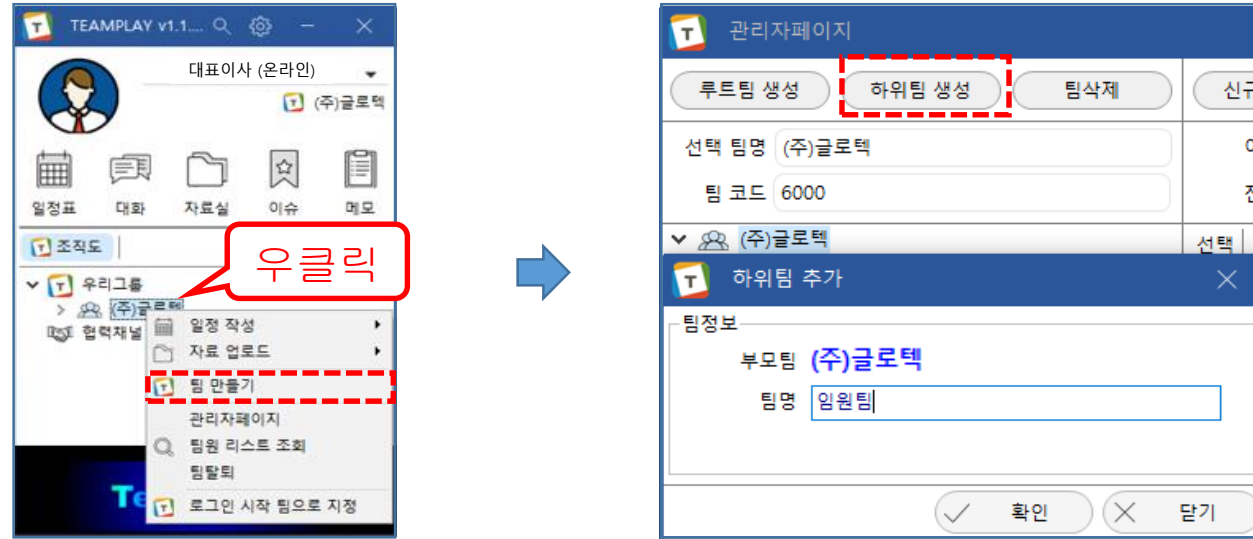 TEAMPLAY v1.1....
대표이사 (온라인)
(주)글로텍
일정표 대화 자료실 이슈 메모
조직도
우클릭
우리그룹
(주)글로텍
협력채널
일정 작성
자료 업로드
팀 만들기
관리자페이지
팀원 리스트 조회
팀탈퇴
로그인 시작 팀으로 지정
관리자페이지
루트팀 생성 하위팀 생성 팀삭제
선택 팀명 (주)글로텍
팀 코드 6000
(주)글로텍
선택
하위팀 추가
팀정보
부모팀 (주)글로텍
팀명 임원팀
확인 닫기